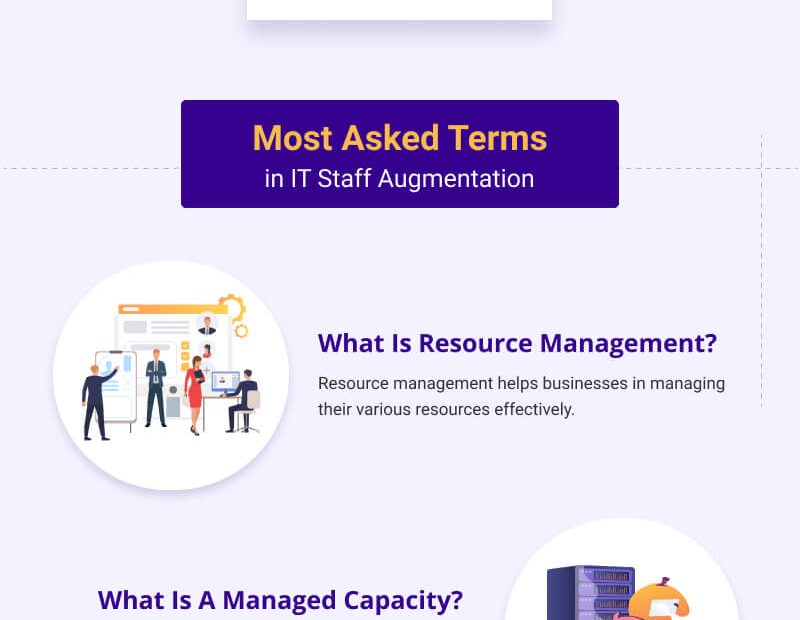 Most Asked Terms
in IT Staff Augmentation
What Is Resource Management?
Resource management helps businesses in managing
their various resources effectively.
What Is A Managed Capacity?